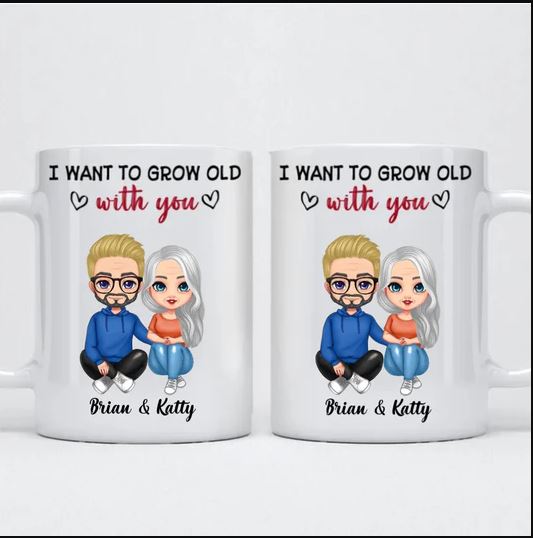 I WANT TO GROW OLD
with you
Brian & Katty
I WANT TO GROW OLD
with you
Brian & Katty